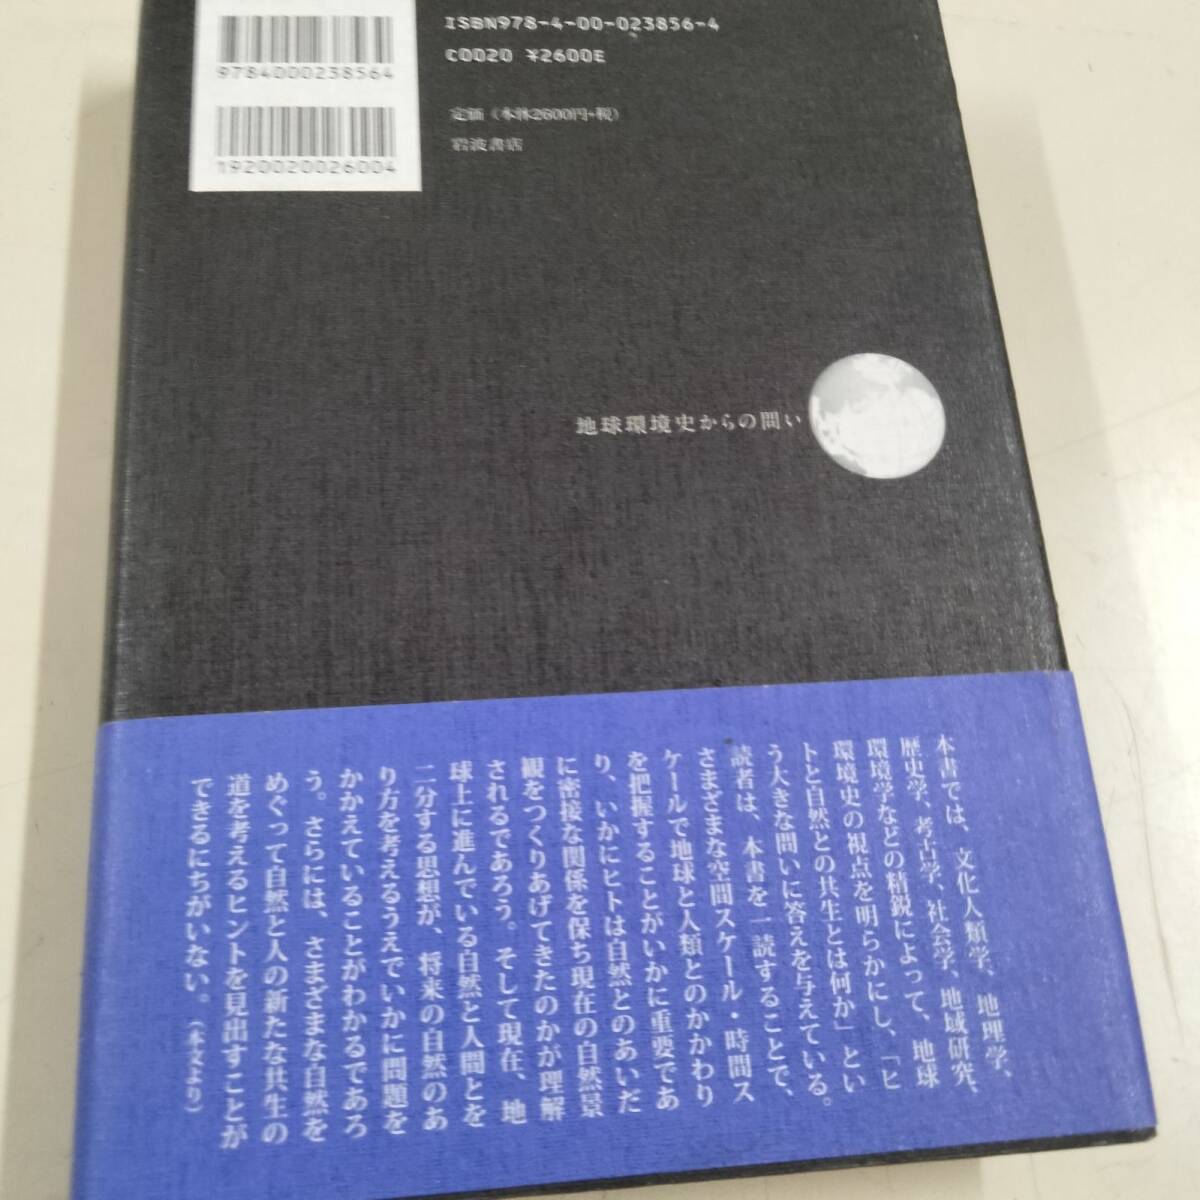 9784000238564
1920020026004
ISBN978-4-00-023856-4
C0020 ¥2600E
定価(本体2600円+税)
岩波書店
地球環境史からの問い
本書では、文化人類学、地理学、
歴史学、考古学、社会学、地域研究、
環境学などの精鋭によって、地球
環境史の視点を明らかにし、「ヒ
トと自然との共生とは何か」とい
う大きな問いに答えを与えている。
読者は、本書を一読することで、
さまざまな空間スケール・時間ス
ケールで地球と人類とのかかわり
を把握することがいかに重要であ
り、いかにヒトは自然とのあいだ
に密接な関係を保ち現在の自然景
観をつくりあげてきたのかが理解
されるであろう。そして現在、地
球上に進んでいる自然と人間とを
二分する思想が、将来の自然のあ
り方を考えるうえでいかに問題を
かかえていることがわかるであろ
う。さらには、さまざまな自然を
めぐって自然と人の新たな共生の
道を考えるヒントを見出すことが
できるにちがいない。(本文より)